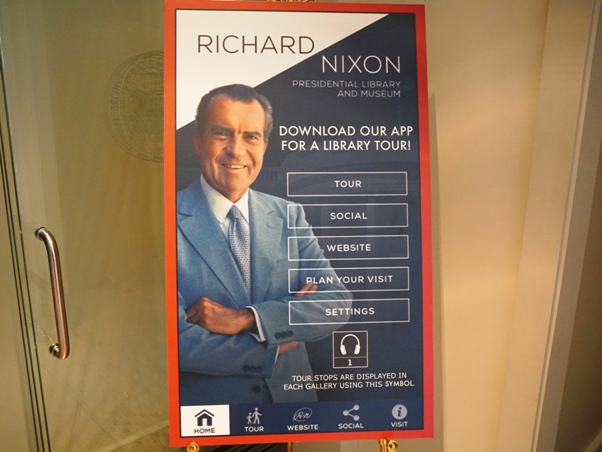 RICHARD
NIXON
PRESIDENTIAL LIBRARY
AND MUSEUM
DOWNLOAD OUR APP
FOR A LIBRARY TOUR!
TOUR
SOCIAL
WEBSITE
PLAN YOUR VISIT
SETTINGS
1
TOUR STOPS ARE DISPLAYED IN
EACH GALLERY USING THIS SYMBOL.
HOME TOUR WEBSITE SOCIAL VISIT